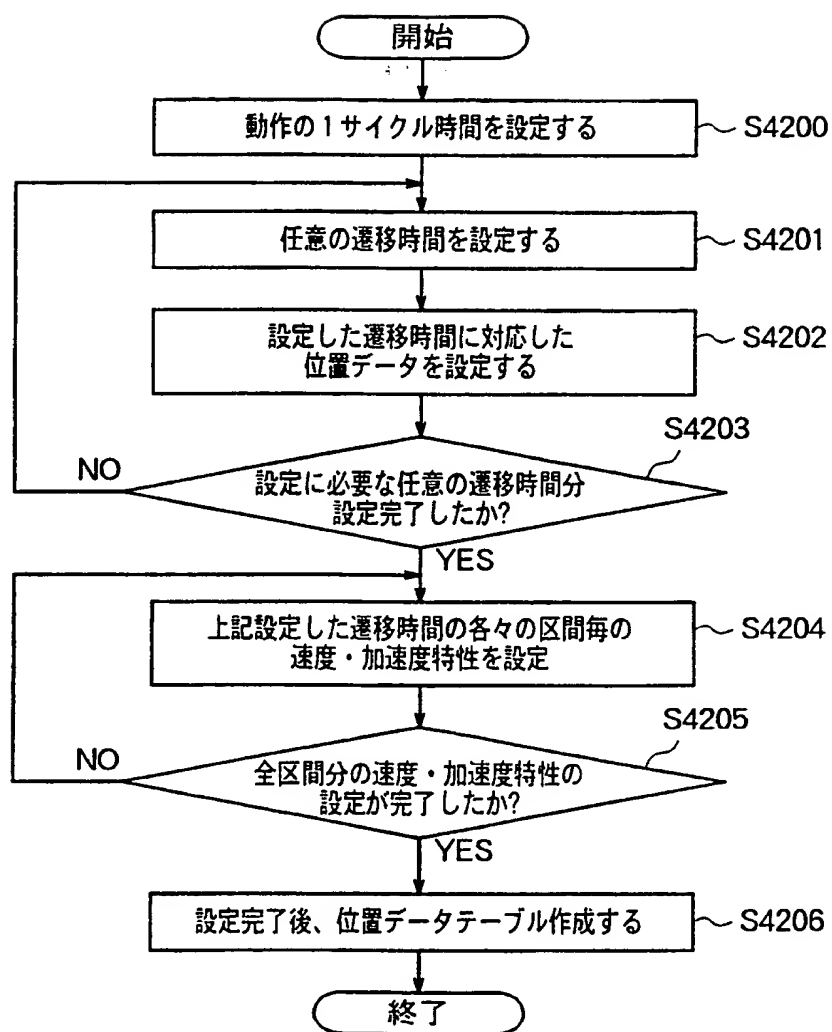 開始
動作の1サイクル時間を設定する
S4200
任意の遷移時間を設定する
S4201
設定した遷移時間に対応した
位置データを設定する
S4202
S4203
NO
設定に必要な任意の遷移時間分
設定完了したか?
YES
上記設定した遷移時間の各々の区間毎の
速度・加速度特性を設定
S4204
S4205
NO
全区間分の速度・加速度特性の
設定が完了したか?
YES
設定完了後、位置データテーブル作成する
S4206
終了